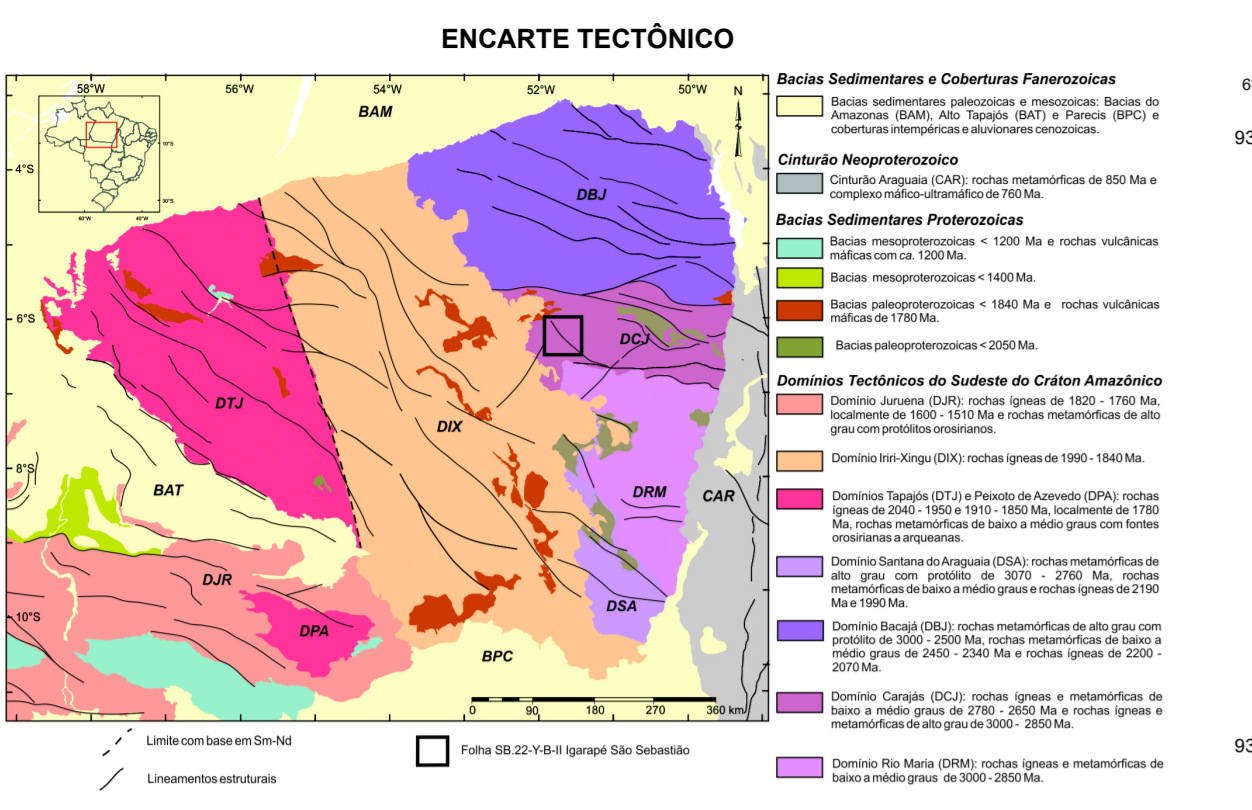 ENCARTE TECTÔNICO
58°W
56°W
54°W
52°W
50°W
4°S
6°S
8°S
10°S
10°S
30°S
60°W
40°W
N
BAM
DBJ
DCJ
DTJ
DIX
BAT
DRM
CAR
DJR
DSA
DPA
BPC
0 90 180 270 360 km
Limite com base em Sm-Nd
Lineamentos estruturais
Folha SB.22-Y-B-II Igarapé São Sebastião
Bacias Sedimentares e Coberturas Fanerozoicas
Bacias sedimentares paleozoicas e mesozoicas: Bacias do
Amazonas (BAM), Alto Tapajós (BAT) e Parecis (BPC) e
coberturas intempéricas e aluvionares cenozoicas.
Cinturão Neoproterozoico
Cinturão Araguaia (CAR): rochas metamórficas de 850 Ma e
complexo máfico-ultramáfico de 760 Ma.
Bacias Sedimentares Proterozoicas
Bacias mesoproterozoicas < 1200 Ma e rochas vulcânicas
máficas com ca. 1200 Ma.
Bacias mesoproterozoicas < 1400 Ma.
Bacias paleoproterozoicas < 1840 Ma e rochas vulcânicas
máficas de 1780 Ma.
Bacias paleoproterozoicas < 2050 Ma.
Domínios Tectônicos do Sudeste do Cráton Amazônico
Domínio Juruena (DJR): rochas ígneas de 1820 - 1760 Ma,
localmente de 1600 - 1510 Ma e rochas metamórficas de alto
grau com protólitos orosirianos.
Domínio Iriri-Xingu (DIX): rochas ígneas de 1990 - 1840 Ma.
Domínios Tapajós (DTJ) e Peixoto de Azevedo (DPA): rochas
ígneas de 2040 - 1950 e 1910 - 1850 Ma, localmente de 1780
Ma, rochas metamórficas de baixo a médio graus com fontes
orosirianas a arqueanas.
Domínio Santana do Araguaia (DSA): rochas metamórficas de
alto grau com protólito de 3070 - 2760 Ma, rochas
metamórficas de baixo a médio graus e rochas ígneas de 2190
Ma e 1990 Ma.
Domínio Bacajá (DBJ): rochas metamórficas de alto grau com
protólito de 3000 - 2500 Ma, rochas metamórficas de baixo a
médio graus de 2450 - 2340 Ma e rochas ígneas de 2200 -
2070 Ma.
Domínio Carajás (DCJ): rochas ígneas e metamórficas de
baixo a médio graus de 2780 - 2650 Ma e rochas ígneas e
metamórficas de alto grau de 3000 - 2850 Ma.
Domínio Rio Maria (DRM): rochas ígneas e metamórficas de
baixo a médio graus de 3000 - 2850 Ma.
93
93